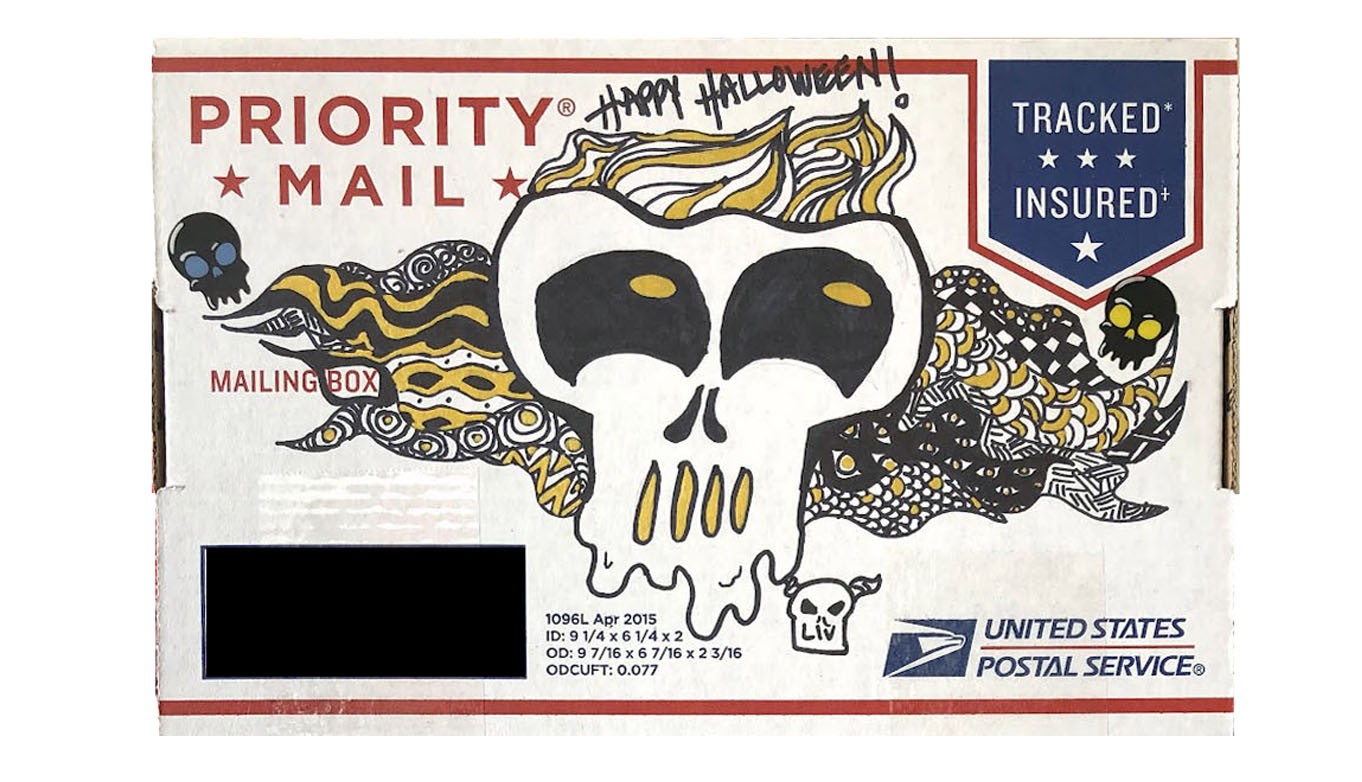 HAPPY HALLOWEEN!
PRIORITY®
★ MAIL ★
TRACKED*
★ ★ ★
INSURED†
★
MAILING BOX
1096L Apr 2015
ID: 9 1/4 x 6 1/4 x 2
OD: 9 7/16 x 6 7/16 x 2 3/16
ODCUFT: 0.077
LIV
UNITED STATES
POSTAL SERVICE®